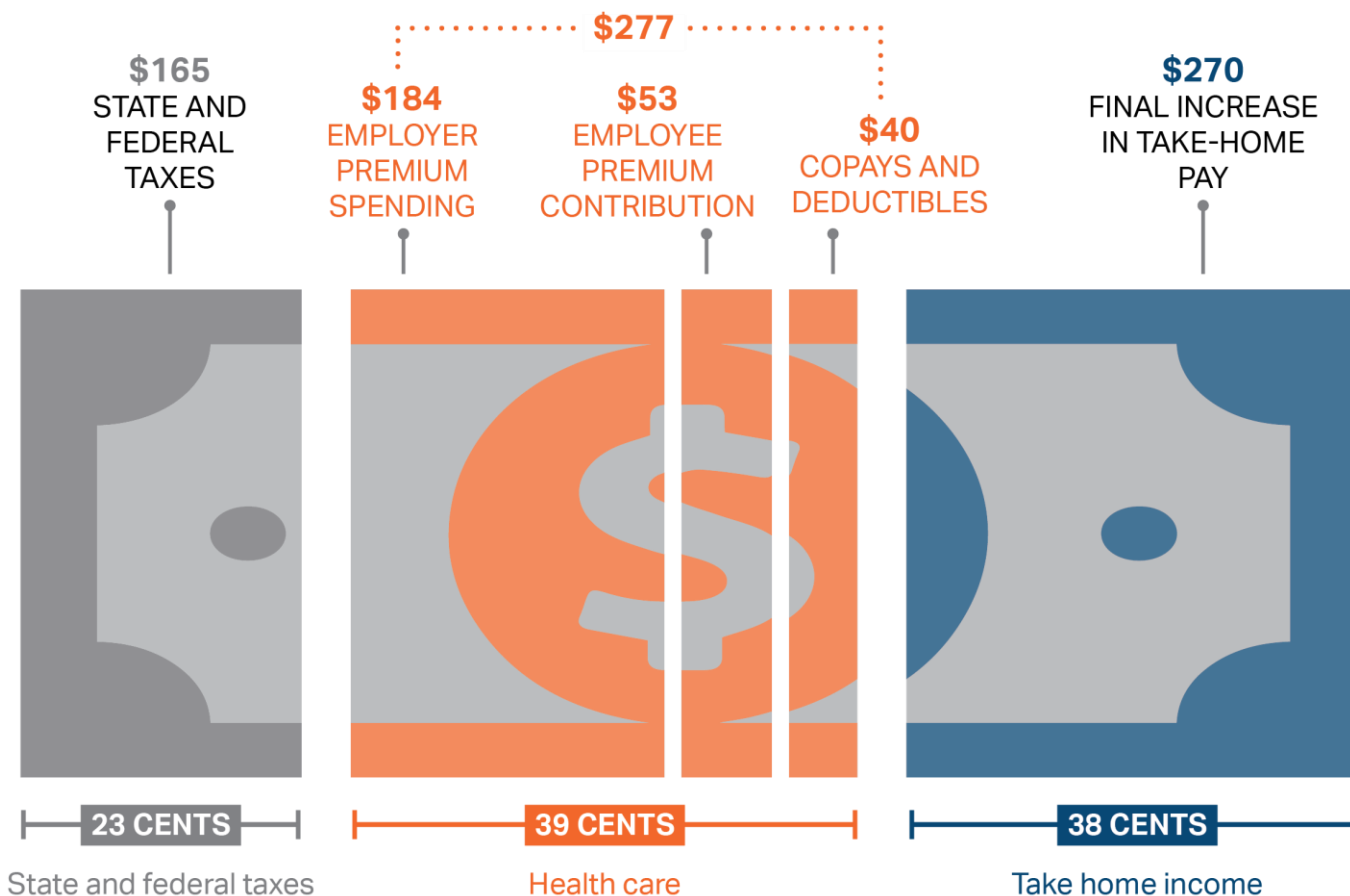 $277
$165
STATE AND
FEDERAL
TAXES
$184
EMPLOYER
PREMIUM
SPENDING
$53
EMPLOYEE
PREMIUM
CONTRIBUTION
$40
COPAYS AND
DEDUCTIBLES
$270
FINAL INCREASE
IN TAKE-HOME
PAY
$
23 CENTS
State and federal taxes
39 CENTS
Health care
38 CENTS
Take home income